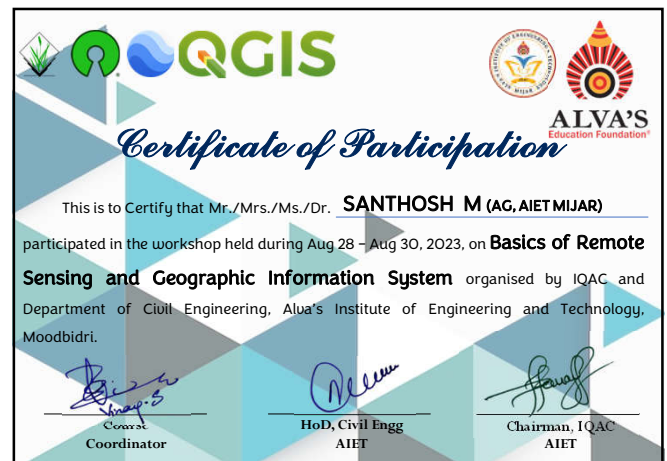 QGIS
ALVA'S
Education Foundation®
Certificate of Participation
This is to Certify that Mr./Mrs./Ms./Dr. SANTHOSH M (AG, AIET MIJAR)
participated in the workshop held during Aug 28 – Aug 30, 2023, on Basics of Remote
Sensing and Geographic Information System organised by IQAC and
Department of Civil Engineering, Alva's Institute of Engineering and Technology,
Moodbidri.
Vinay.S
Course HoD, Civil Engg Chairman, IQAC
Coordinator AIET AIET